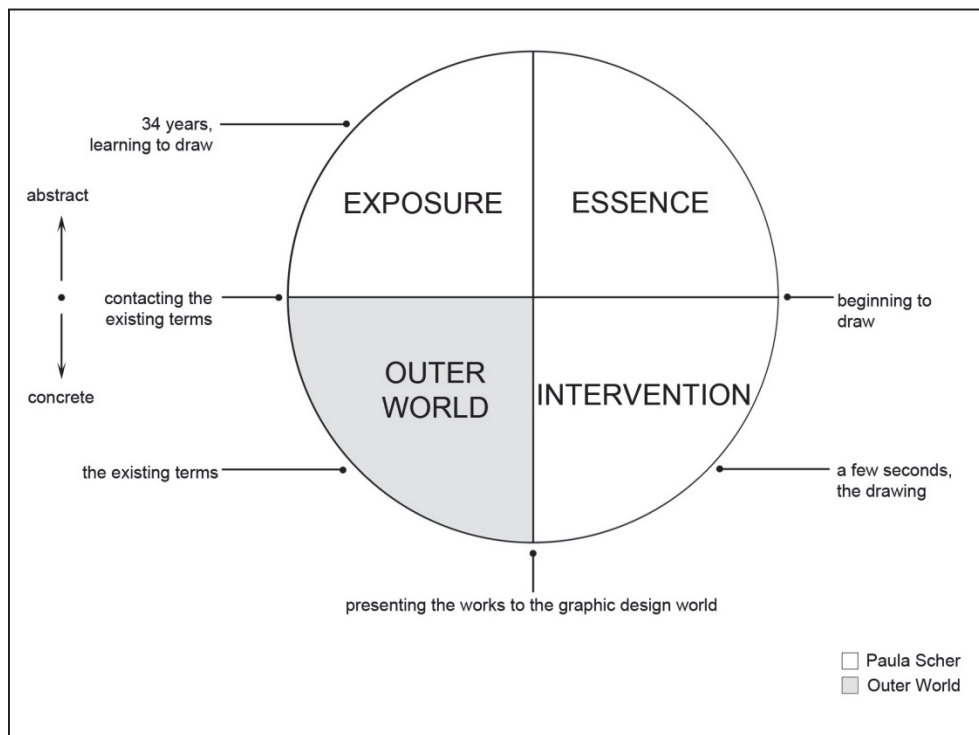 34 years,
learning to draw
abstract
EXPOSURE
ESSENCE
contacting the
existing terms
beginning to
draw
OUTER
WORLD
INTERVENTION
concrete
the existing terms
a few seconds,
the drawing
presenting the works to the graphic design world
Paula Scher
Outer World